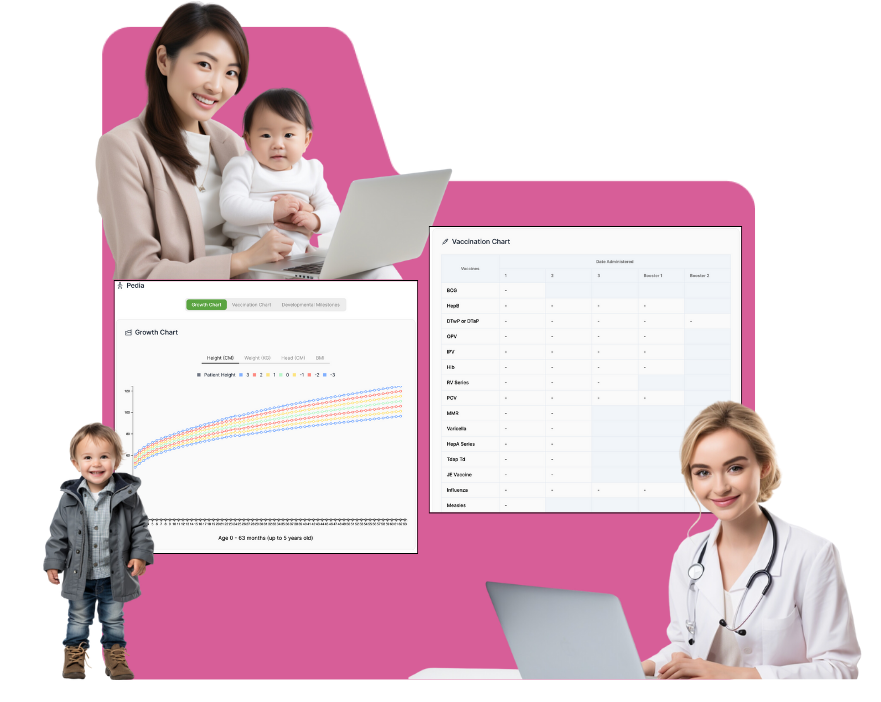 Pedia
Growth Chart Vaccination Chart Developmental Milestones
Growth Chart
Height (CM) Weight (KG) Head (CM) BMI
Patient Height 3 2 1 0 -1 -2 -3
Age 0 - 63 months (up to 5 years old)
Vaccination Chart
Vaccines Date Administered
1 2 3 Booster 1 Booster 2
BCG -
HepB - - - -
DTwP or DTaP - - - - -
OPV - - - -
IPV - - - -
Hib - - - -
RV Series - - -
PCV - - - -
MMR - -
Varicella - -
HepA Series - -
Tdap Td - -
JE Vaccine - -
Influenza - - - -
Measles - -